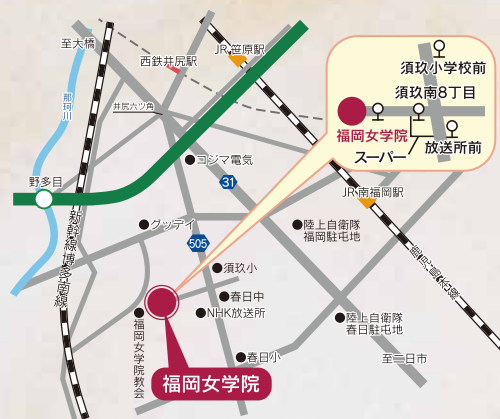 至大橋
西鉄井尻駅
JR 笹原駅
那珂川
井尻六ツ角
須玖小学校前
須玖南8丁目
福岡女学院
スーパー
放送所前
コジマ電気
31
野多目
JR 南福岡駅
グッデイ
陸上自衛隊
福岡駐屯地
505
新幹線博多南線
鹿児島本線
須玖小
春日中
NHK放送所
福岡女学院教会
陸上自衛隊
春日駐屯地
春日小
至二日市
福岡女学院